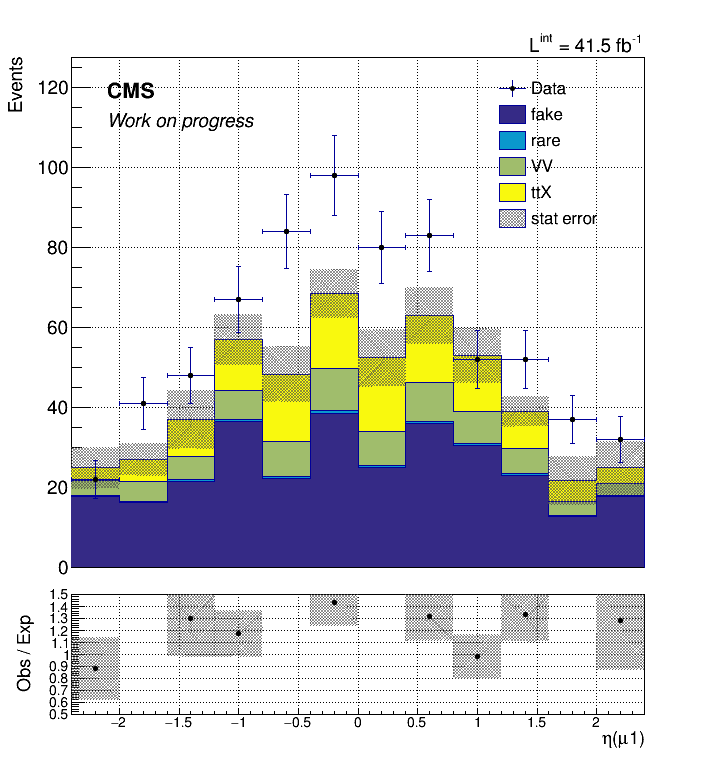 L^int = 41.5 fb^-1
Events
120
100
80
60
40
20
0
CMS
Work on progress
Data
fake
rare
VV
ttX
stat error
Obs / Exp
1.5
1.4
1.3
1.2
1.1
1
0.9
0.8
0.7
0.6
0.5
−2 −1.5 −1 −0.5 0 0.5 1 1.5 2
η(μ1)